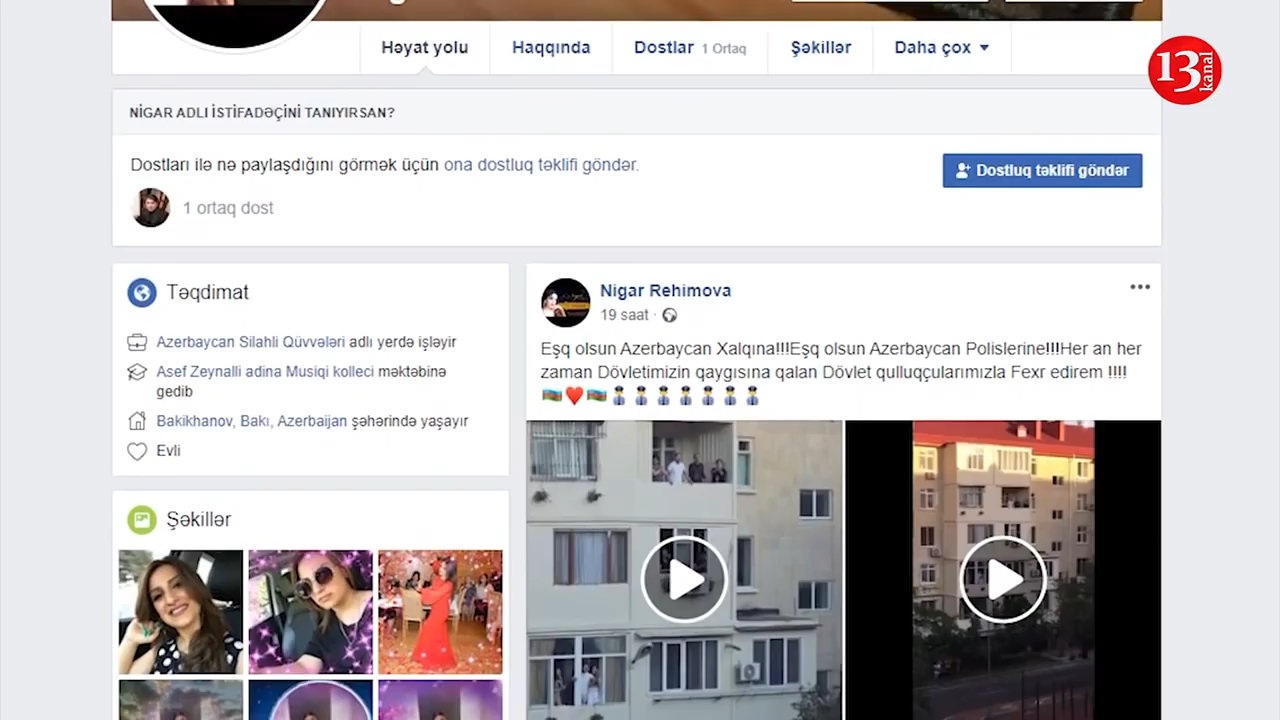 Həyat yolu
Haqqında
Dostlar 1 Ortaq
Şəkillər
Daha çox
13 kanal
NİGAR ADLI İSTİFADƏÇİNİ TANIYIRSAN?
Dostları ilə nə paylaşdığını görmək üçün ona dostluq təklifi göndər.
Dostluq təklifi göndər
1 ortaq dost
Təqdimat
Azerbaycan Silahli Qüvvələri adlı yerdə işləyir
Asef Zeynalli adina Musiqi kolleci məktəbinə
gedib
Bakikhanov, Bakı, Azerbaijan şəhərində yaşayır
Evli
Şəkillər
Nigar Rehimova
19 saat ·
Eşq olsun Azerbaycan Xalqına!!!Eşq olsun Azerbaycan Polislerine!!!Her an her
zaman Dövletimizin qaygısına qalan Dövlet qulluqçularımızla Fexr edirem !!!!
🇦🇿❤️🇦🇿👮👮👮👮👮👮👮